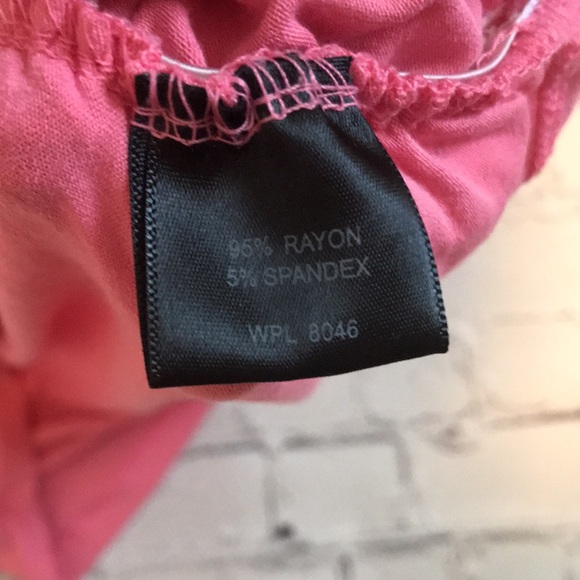 95% RAYON
5% SPANDEX
WPL 8046